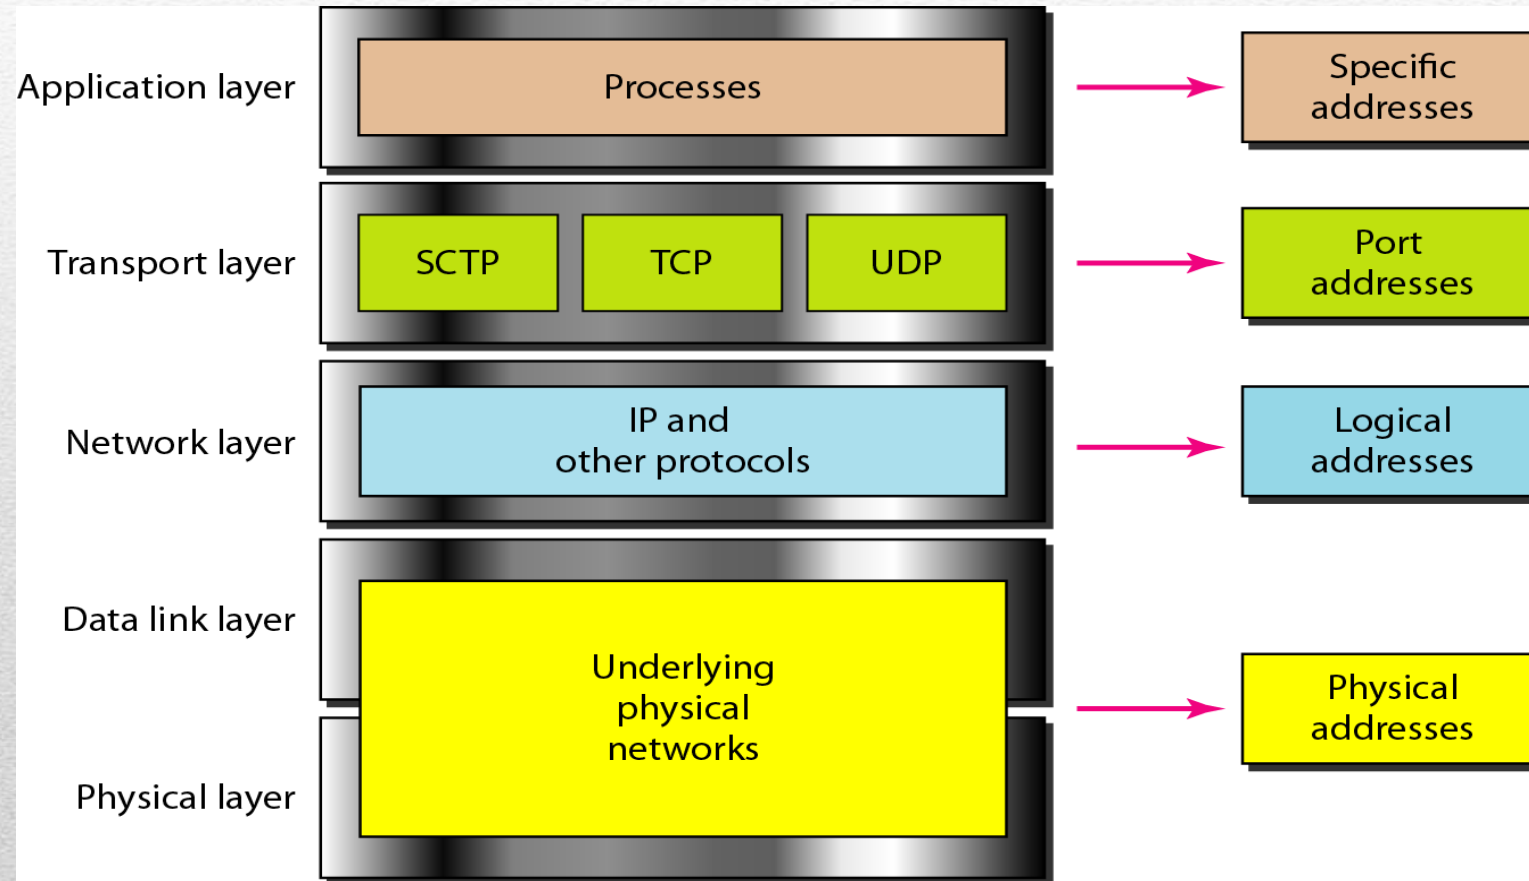 Application layer
Processes
Specific
addresses
Transport layer
SCTP
TCP
UDP
Port
addresses
Network layer
IP and
other protocols
Logical
addresses
Data link layer
Underlying
physical
networks
Physical
addresses
Physical layer